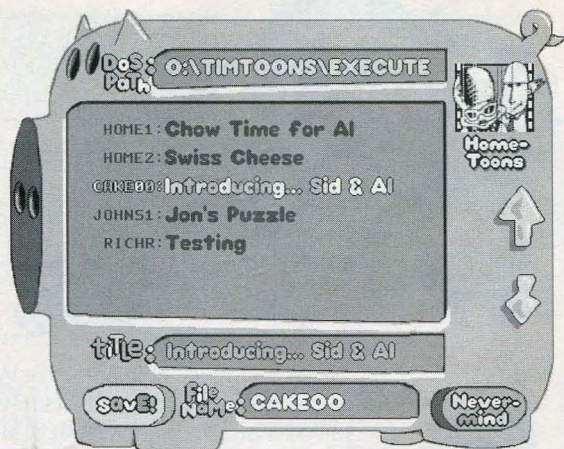 DoS Path: O:\TIMTOONS\EXECUTE
Home-
Toons
HOME1: Chow Time for Al
HOME2: Swiss Cheese
CAKE00: Introducing... Sid & Al
JOHNS1: Jon's Puzzle
RICHR: Testing
tiTLe: Introducing... Sid & Al
SavE!
File NaMe: CAKEOO
Never-
mind